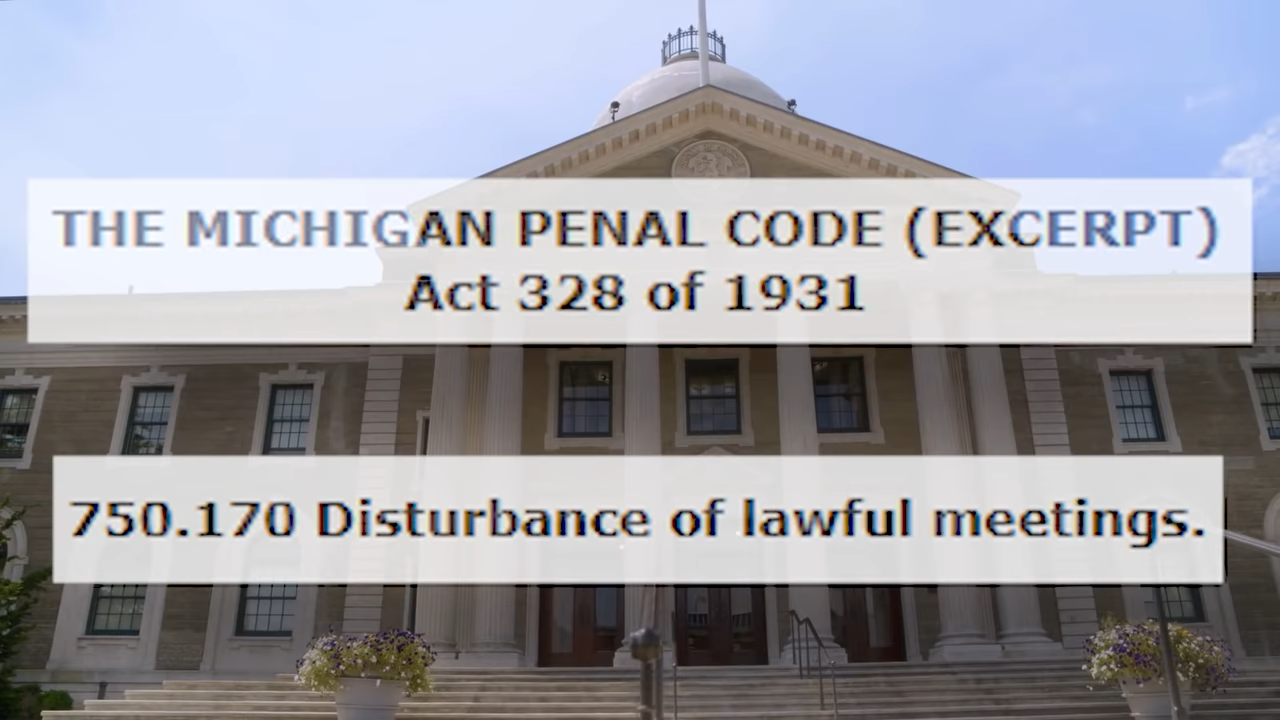 THE MICHIGAN PENAL CODE (EXCERPT)
Act 328 of 1931
750.170 Disturbance of lawful meetings.